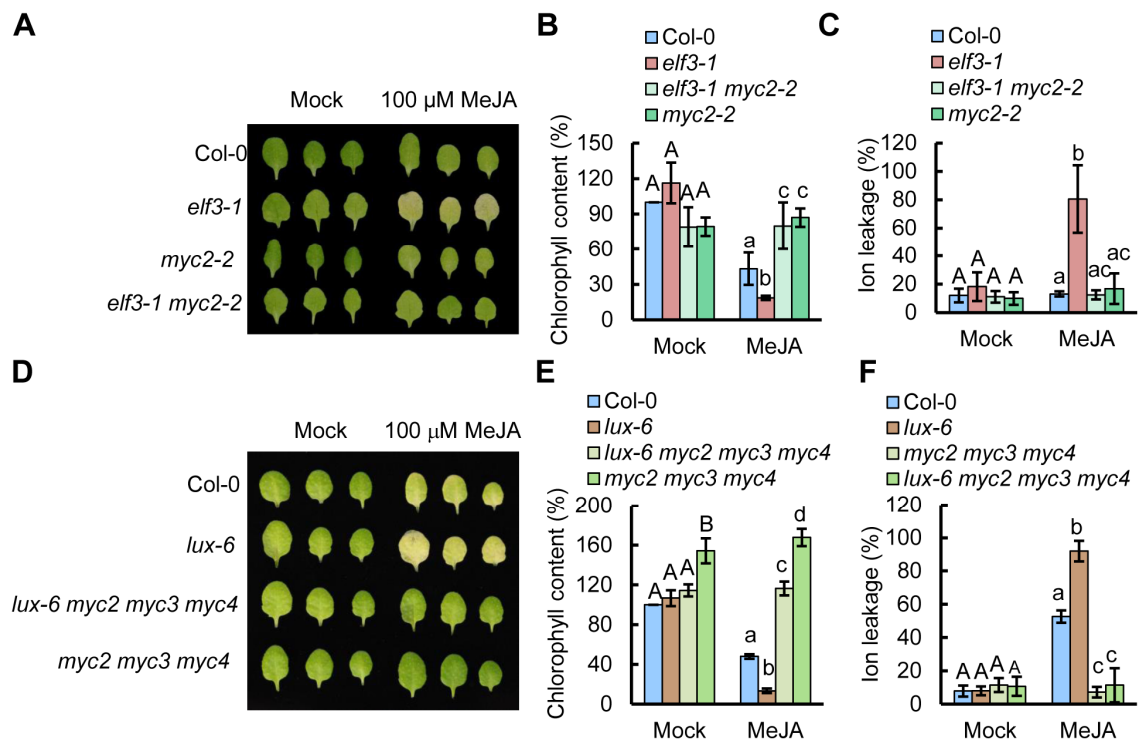 A
Mock 100 µM MeJA
Col-0
elf3-1
myc2-2
elf3-1 myc2-2
B
Col-0
elf3-1
elf3-1 myc2-2
myc2-2
Chlorophyll content (%)
150
120
90
60
30
0
A
A
A
A
a
b
c
c
Mock MeJA
C
Col-0
elf3-1
elf3-1 myc2-2
myc2-2
Ion leakage (%)
120
100
80
60
40
20
0
A
A
A
A
a
b
ac
ac
Mock MeJA
D
Mock 100 µM MeJA
Col-0
lux-6
lux-6 myc2 myc3 myc4
myc2 myc3 myc4
E
Col-0
lux-6
lux-6 myc2 myc3 myc4
myc2 myc3 myc4
Chlorophyll content (%)
200
160
120
80
40
0
A
A
A
B
a
b
c
d
Mock MeJA
F
Col-0
lux-6
myc2 myc3 myc4
lux-6 myc2 myc3 myc4
Ion leakage (%)
120
100
80
60
40
20
0
A
A
A
A
a
b
c
c
Mock MeJA